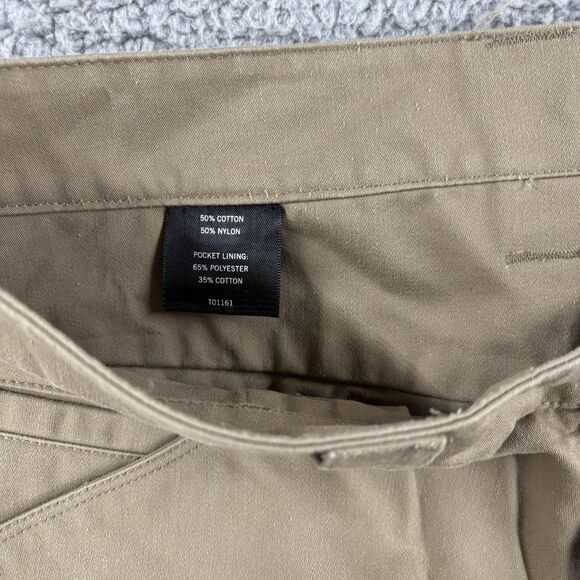 50% COTTON
50% NYLON
POCKET LINING:
65% POLYESTER
35% COTTON
T01161